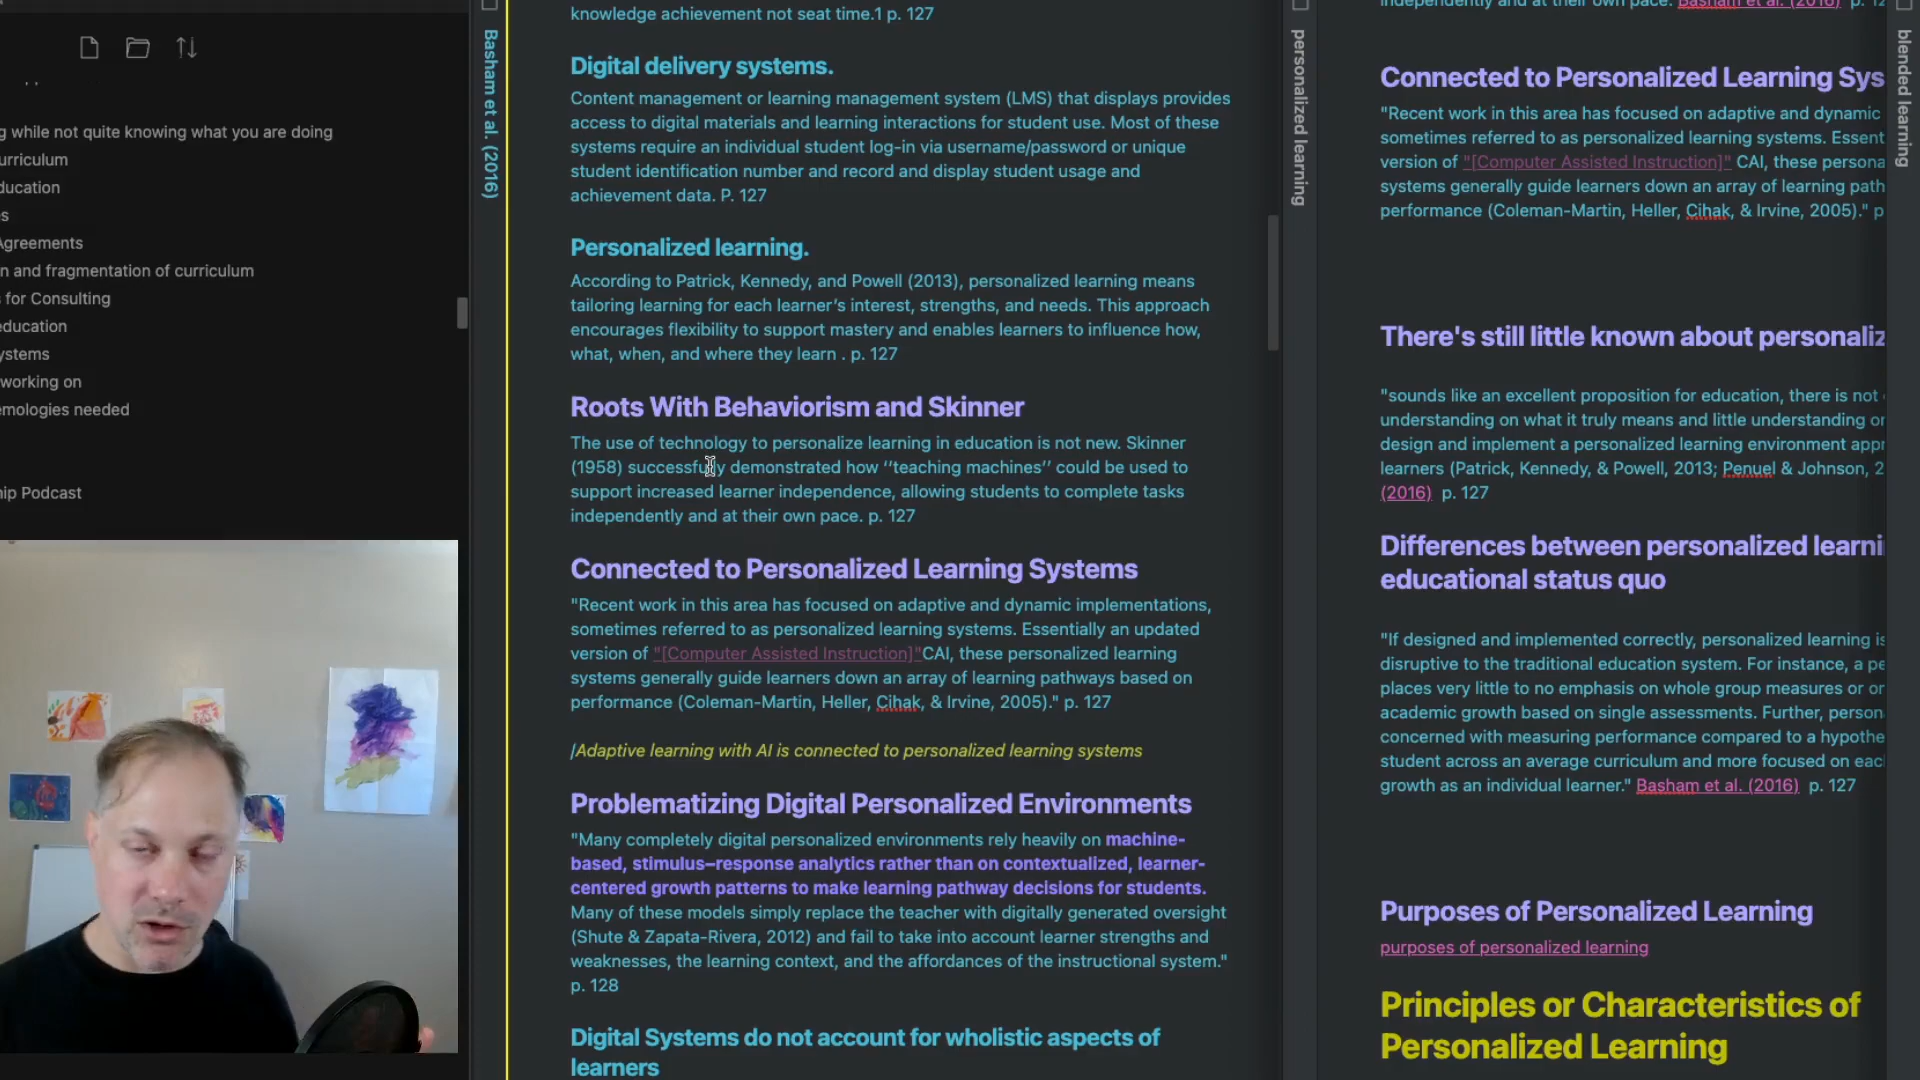 g while not quite knowing what you are doing
urriculum
ducation
s
Agreements
n and fragmentation of curriculum
s for Consulting
education
ystems
working on
emologies needed
hip Podcast
Basham et al. (2016)
knowledge achievement not seat time.1 p. 127
Digital delivery systems.
Content management or learning management system (LMS) that displays provides
access to digital materials and learning interactions for student use. Most of these
systems require an individual student log-in via username/password or unique
student identification number and record and display student usage and
achievement data. P. 127
Personalized learning.
According to Patrick, Kennedy, and Powell (2013), personalized learning means
tailoring learning for each learner’s interest, strengths, and needs. This approach
encourages flexibility to support mastery and enables learners to influence how,
what, when, and where they learn . p. 127
Roots With Behaviorism and Skinner
The use of technology to personalize learning in education is not new. Skinner
(1958) successfully demonstrated how ‘‘teaching machines’’ could be used to
support increased learner independence, allowing students to complete tasks
independently and at their own pace. p. 127
Connected to Personalized Learning Systems
"Recent work in this area has focused on adaptive and dynamic implementations,
sometimes referred to as personalized learning systems. Essentially an updated
version of "[Computer Assisted Instruction]"CAI, these personalized learning
systems generally guide learners down an array of learning pathways based on
performance (Coleman-Martin, Heller, Cihak, & Irvine, 2005)." p. 127
/Adaptive learning with AI is connected to personalized learning systems
Problematizing Digital Personalized Environments
"Many completely digital personalized environments rely heavily on machine-
based, stimulus–response analytics rather than on contextualized, learner-
centered growth patterns to make learning pathway decisions for students.
Many of these models simply replace the teacher with digitally generated oversight
(Shute & Zapata-Rivera, 2012) and fail to take into account learner strengths and
weaknesses, the learning context, and the affordances of the instructional system."
p. 128
Digital Systems do not account for wholistic aspects of
learners
personalized learning
independently and at their own pace. Basham et al. (2016) p. 12
Connected to Personalized Learning Sys
"Recent work in this area has focused on adaptive and dynamic
sometimes referred to as personalized learning systems. Essent
version of "[Computer Assisted Instruction]" CAI, these persona
systems generally guide learners down an array of learning path
performance (Coleman-Martin, Heller, Cihak, & Irvine, 2005)." p
There's still little known about personaliz
"sounds like an excellent proposition for education, there is not
understanding on what it truly means and little understanding or
design and implement a personalized learning environment appr
learners (Patrick, Kennedy, & Powell, 2013; Penuel & Johnson, 2
(2016) p. 127
Differences between personalized learni
educational status quo
"If designed and implemented correctly, personalized learning is
disruptive to the traditional education system. For instance, a pe
places very little to no emphasis on whole group measures or or
academic growth based on single assessments. Further, person
concerned with measuring performance compared to a hypothe
student across an average curriculum and more focused on eac
growth as an individual learner." Basham et al. (2016) p. 127
Purposes of Personalized Learning
purposes of personalized learning
Principles or Characteristics of
Personalized Learning
blended learning